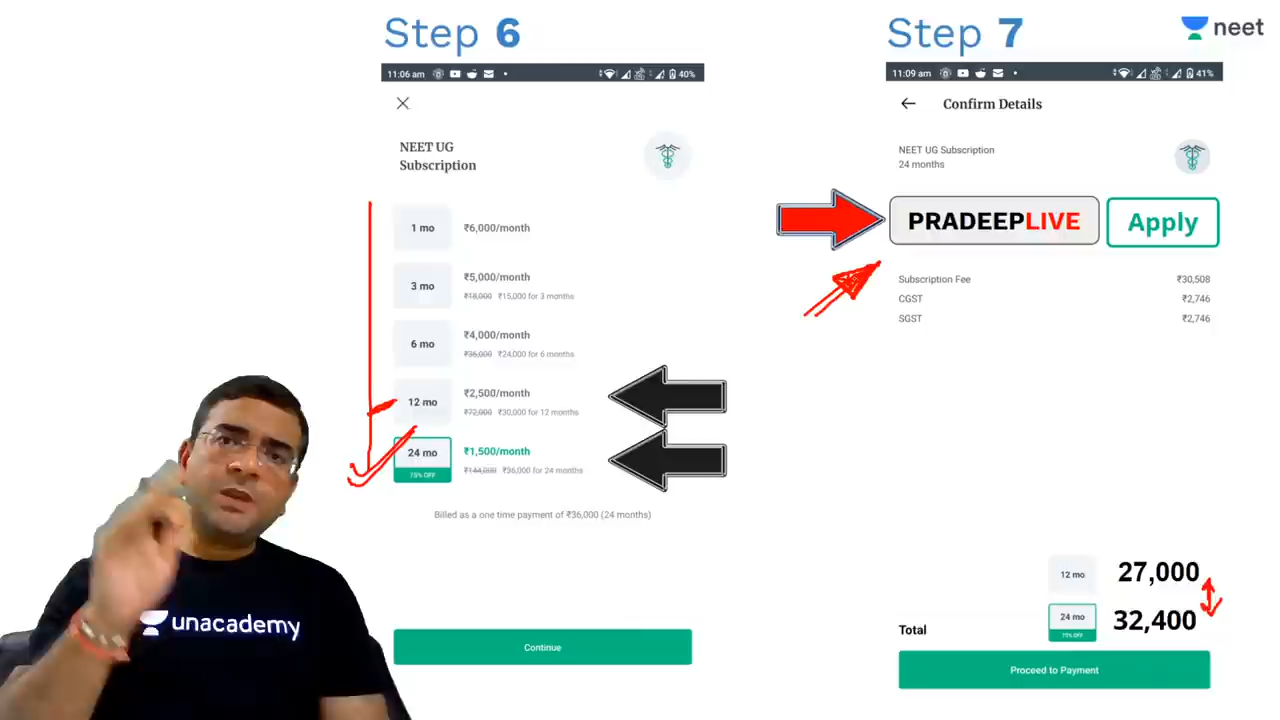 Step 6
11:06 am
40%
NEET UG
Subscription
1 mo
₹6,000/month
3 mo
₹5,000/month
₹18,000 ₹15,000 for 3 months
6 mo
₹4,000/month
₹36,000 ₹24,000 for 6 months
12 mo
₹2,500/month
₹72,000 ₹30,000 for 12 months
24 mo
75% OFF
₹1,500/month
₹144,000 ₹36,000 for 24 months
Billed as a one time payment of ₹36,000 (24 months)
Continue
unacademy
Step 7
neet
11:09 am
41%
Confirm Details
NEET UG Subscription
24 months
PRADEEPLIVE
Apply
Subscription Fee ₹30,508
CGST ₹2,746
SGST ₹2,746
12 mo 27,000
24 mo 32,400
75% OFF
Total
Proceed to Payment